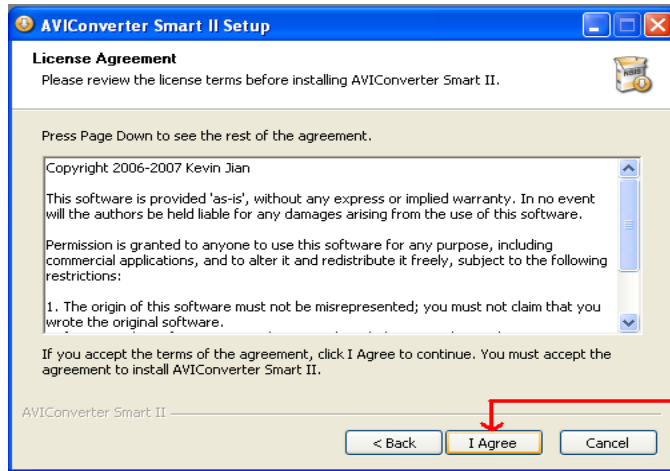 AVIConverter Smart II Setup
License Agreement
Please review the license terms before installing AVIConverter Smart II.
NSIS
Press Page Down to see the rest of the agreement.
Copyright 2006-2007 Kevin Jian
This software is provided 'as-is', without any express or implied warranty. In no event
will the authors be held liable for any damages arising from the use of this software.
Permission is granted to anyone to use this software for any purpose, including
commercial applications, and to alter it and redistribute it freely, subject to the following
restrictions:
1. The origin of this software must not be misrepresented; you must not claim that you
wrote the original software.
If you accept the terms of the agreement, click I Agree to continue. You must accept the
agreement to install AVIConverter Smart II.
AVIConverter Smart II
< Back I Agree Cancel